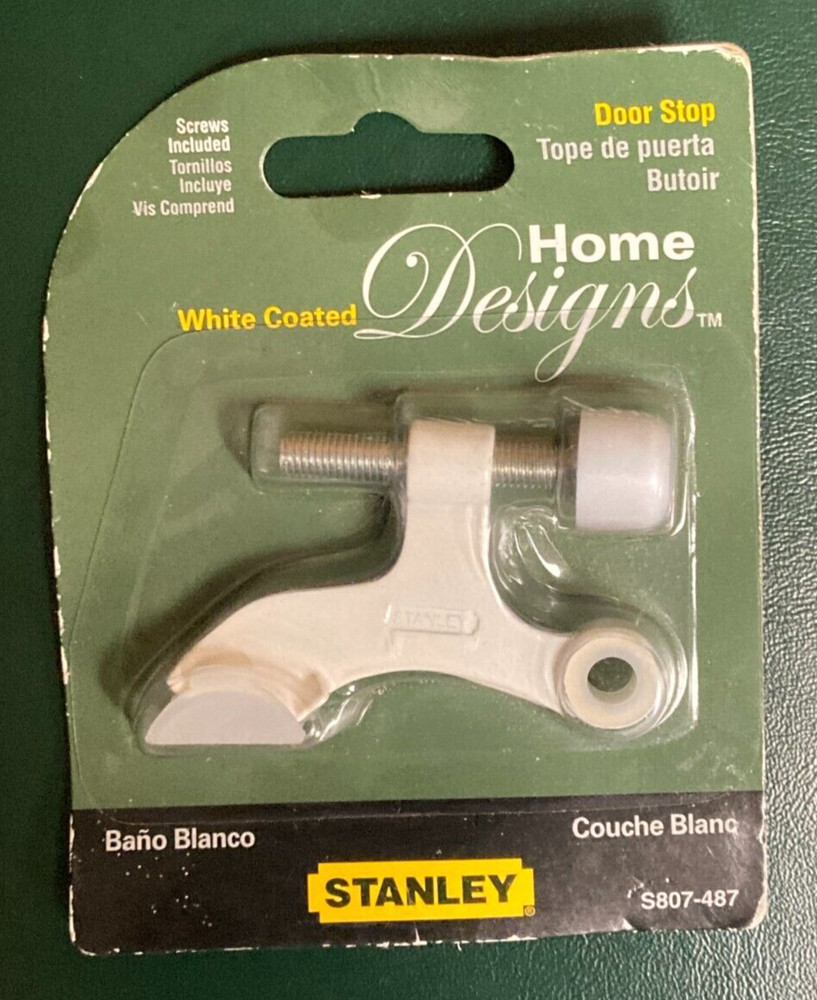 Screws
Included
Tornillos
Incluye
Vis Comprend
Door Stop
Tope de puerta
Butoir
Home
Designs™
White Coated
STANLEY
Baño Blanco
Couche Blanc
STANLEY®
S807-487